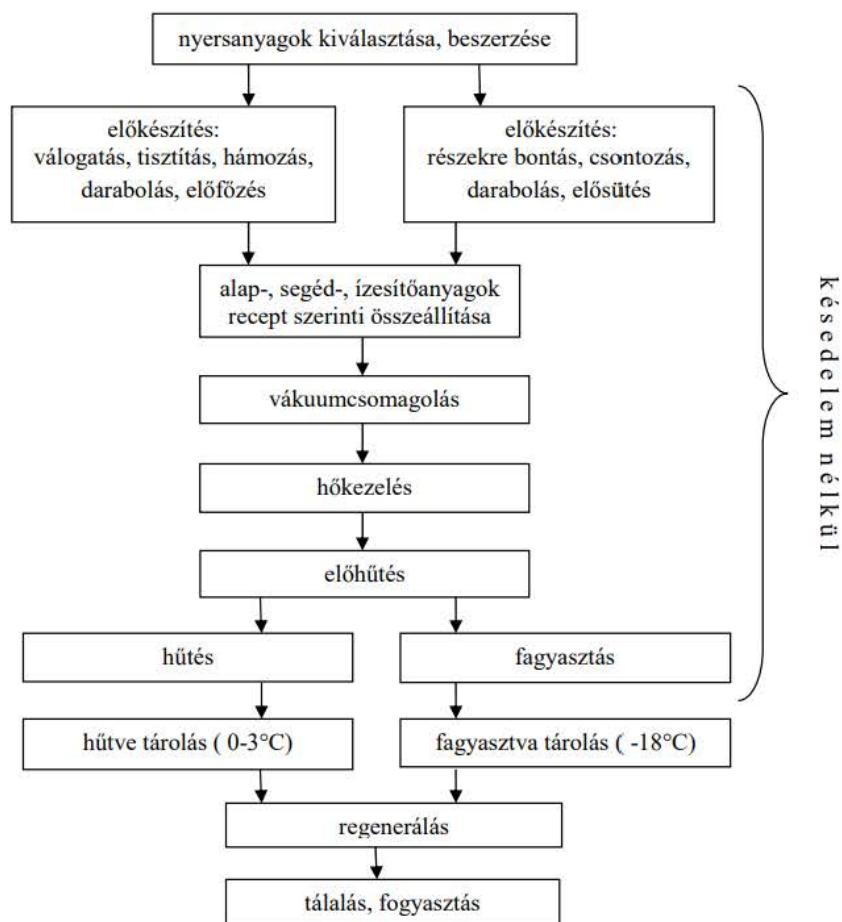 nyersanyagok kiválasztása, beszerzése
előkészítés:
válogatás, tisztítás, hámozás,
darabolás, előfőzés
előkészítés:
részekre bontás, csontozás,
darabolás, elősütés
alap-, segéd-, ízesítőanyagok
recept szerinti összeállítása
vákuumcsomagolás
hőkezelés
előhűtés
hűtés
fagyasztás
hűtve tárolás ( 0-3°C)
fagyasztva tárolás ( -18°C)
regenerálás
tálalás, fogyasztás
késedelem nélkül